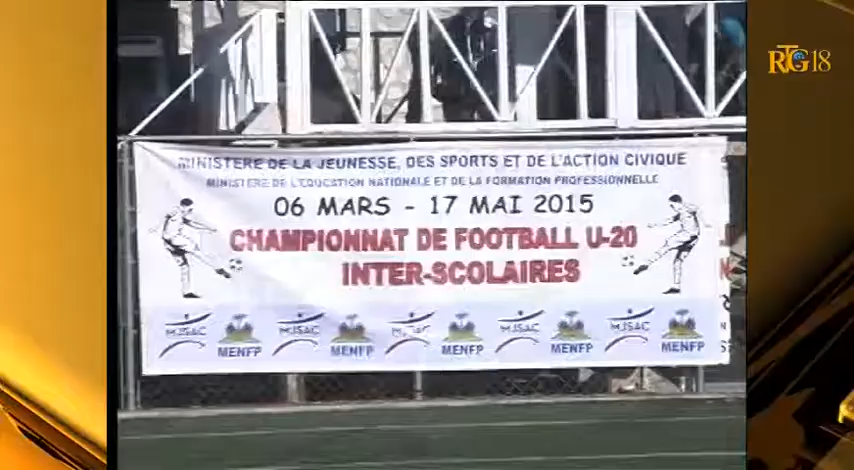 RTG18
MINISTERE DE LA JEUNESSE, DES SPORTS ET DE L'ACTION CIVIQUE
MINISTERE DE L'EDUCATION NATIONALE ET DE LA FORMATION PROFESSIONNELLE
06 MARS - 17 MAI 2015
CHAMPIONNAT DE FOOTBALL U-20
INTER-SCOLAIRES
MJSAC MENFP MJSAC MENFP MJSAC MENFP MJSAC MENFP MJSAC MENFP